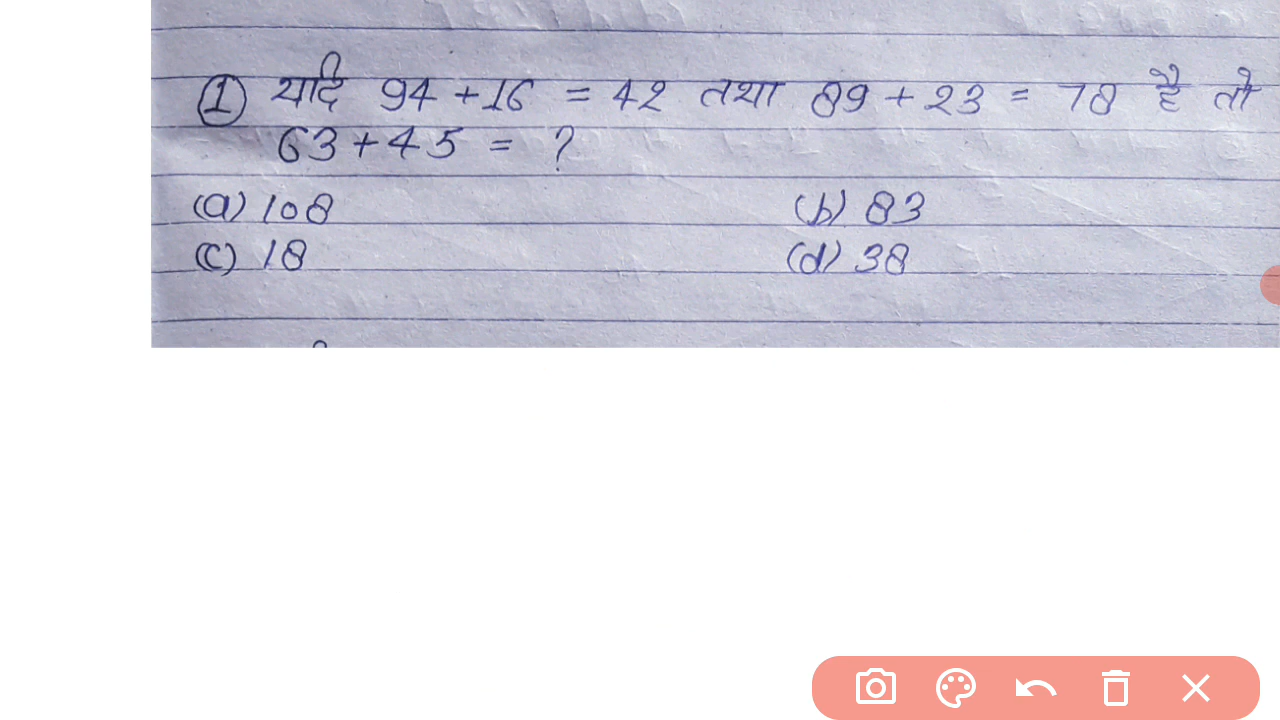 ① यदि 94 + 16 = 42 तथा 89 + 23 = 78 है तो
63 + 45 = ?
(a) 108 (b) 83
(c) 18 (d) 38